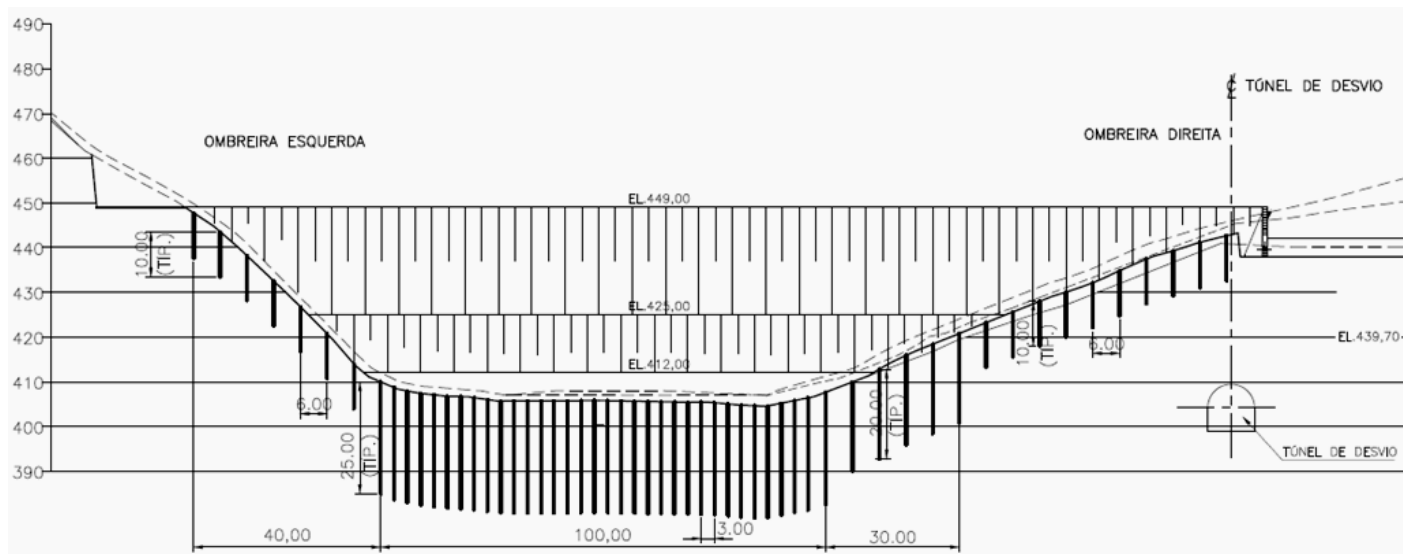 490
480
470
460
450
440
430
420
410
400
390
℄ TÚNEL DE DESVIO
OMBREIRA ESQUERDA
OMBREIRA DIREITA
EL.449,00
10.00
(TIP.)
EL.425,00
10.00
(TIP.)
EL.439,70
6.00
EL.412,00
6.00
20.00
(TIP.)
25.00
(TIP.)
TÚNEL DE DESVIO
40,00
100,00
3.00
30.00